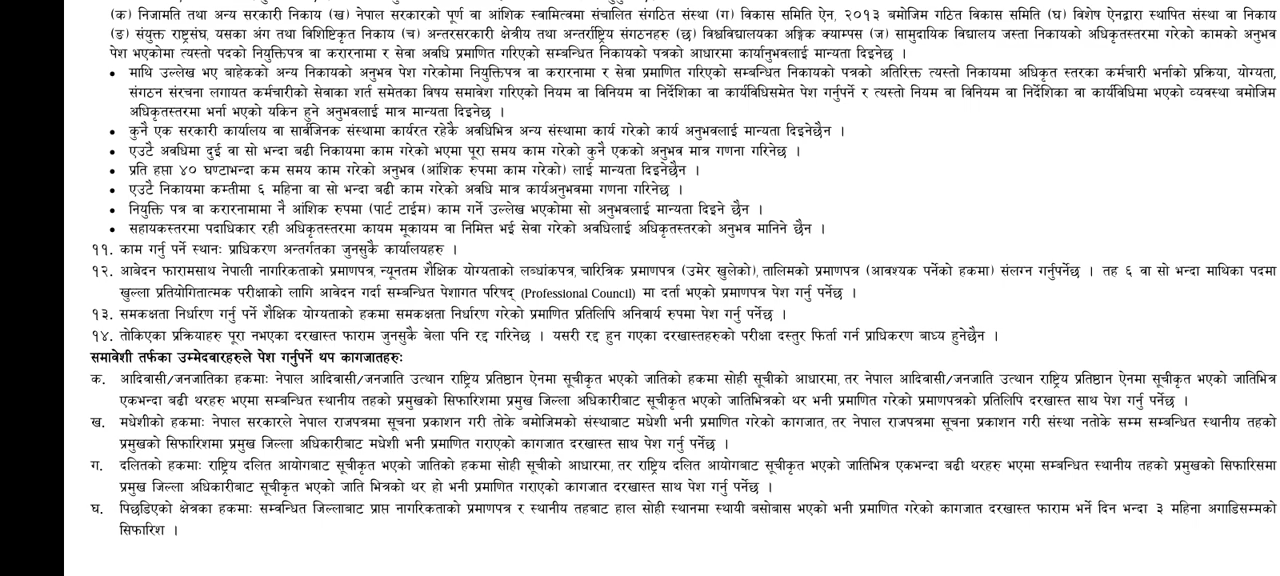 (क) निजामति तथा अन्य सरकारी निकाय (ख) नेपाल सरकारको पूर्ण वा आंशिक स्वामित्वमा संचालित संगठित संस्था (ग) विकास समिति ऐन, २०१३ बमोजिम गठित विकास समिति (घ) विशेष ऐनद्वारा स्थापित संस्था वा निकाय
(ङ) संयुक्त राष्ट्रसंघ, यसका अंग तथा विशिष्टिकृत निकाय (च) अन्तरसरकारी क्षेत्रीय तथा अन्तर्राष्ट्रिय संगठनहरु (छ) विश्वविद्यालयका अङ्गिक क्याम्पस (ज) सामुदायिक विद्यालय जस्ता निकायको अधिकृतस्तरमा गरेको कामको अनुभव
पेश भएकोमा त्यस्तो पदको नियुक्तिपत्र वा करारनामा र सेवा अवधि प्रमाणित गरिएको सम्बन्धित निकायको पत्रको आधारमा कार्यानुभवलाई मान्यता दिइनेछ ।
• माथि उल्लेख भए बाहेकको अन्य निकायको अनुभव पेश गरेकोमा नियुक्तिपत्र वा करारनामा र सेवा प्रमाणित गरिएको सम्बन्धित निकायको पत्रको अतिरिक्त त्यस्तो निकायमा अधिकृत स्तरका कर्मचारी भर्नाको प्रक्रिया, योग्यता,
संगठन संरचना लगायत कर्मचारीको सेवाका शर्त समेतका विषय समावेश गरिएको नियम वा विनियम वा निर्देशिका वा कार्यविधिसमेत पेश गर्नुपर्ने र त्यस्तो नियम वा विनियम वा निर्देशिका वा कार्यविधिमा भएको व्यवस्था बमोजिम
अधिकृतस्तरमा भर्ना भएको यकिन हुने अनुभवलाई मात्र मान्यता दिइनेछ ।
• कुनै एक सरकारी कार्यालय वा सार्वजिनक संस्थामा कार्यरत रहेकै अवधिभित्र अन्य संस्थामा कार्य गरेको कार्य अनुभवलाई मान्यता दिइनेछैन ।
• एउटै अवधिमा दुई वा सो भन्दा बढी निकायमा काम गरेको भएमा पूरा समय काम गरेको कुनै एकको अनुभव मात्र गणना गरिनेछ ।
• प्रति हप्ता ४० घण्टाभन्दा कम समय काम गरेको अनुभव (आंशिक रुपमा काम गरेको) लाई मान्यता दिइनेछैन ।
• एउटै निकायमा कम्तीमा ६ महिना वा सो भन्दा बढी काम गरेको अवधि मात्र कार्यअनुभवमा गणना गरिनेछ ।
• नियुक्ति पत्र वा करारनामामा नै आंशिक रुपमा (पार्ट टाईम) काम गर्ने उल्लेख भएकोमा सो अनुभवलाई मान्यता दिइने छैन ।
• सहायकस्तरमा पदाधिकार रही अधिकृतस्तरमा कायम मूकायम वा निमित्त भई सेवा गरेको अवधिलाई अधिकृतस्तरको अनुभव मानिने छैन ।
११. काम गर्नु पर्ने स्थानः प्राधिकरण अन्तर्गतका जुनसुकै कार्यालयहरु ।
१२. आबेदन फारामसाथ नेपाली नागरिकताको प्रमाणपत्र, न्यूनतम शैक्षिक योग्यताको लब्धांकपत्र, चारित्रिक प्रमाणपत्र (उमेर खुलेको), तालिमको प्रमाणपत्र (आवश्यक पर्नेको हकमा) संलग्न गर्नुपर्नेछ । तह ६ वा सो भन्दा माथिका पदमा
खुल्ला प्रतियोगितात्मक परीक्षाको लागि आवेदन गर्दा सम्बन्धित पेशागत परिषद् (Professional Council) मा दर्ता भएको प्रमाणपत्र पेश गर्नु पर्नेछ ।
१३. समकक्षता निर्धारण गर्नु पर्ने शैक्षिक योग्यताको हकमा समकक्षता निर्धारण गरेको प्रमाणित प्रतिलिपि अनिवार्य रुपमा पेश गर्नु पर्नेछ ।
१४. तोकिएका प्रक्रियाहरु पूरा नभएका दरखास्त फाराम जुनसुकै बेला पनि रद्द गरिनेछ । यसरी रद्द हुन गएका दरखास्तहरुको परीक्षा दस्तुर फिर्ता गर्न प्राधिकरण बाध्य हुनेछैन ।
समावेशी तर्फका उम्मेदवारहरुले पेश गर्नुपर्ने थप कागजातहरुः
क. आदिवासी/जनजातिका हकमाः नेपाल आदिवासी/जनजाति उत्थान राष्ट्रिय प्रतिष्ठान ऐनमा सूचीकृत भएको जातिको हकमा सोही सूचीको आधारमा, तर नेपाल आदिवासी/जनजाति उत्थान राष्ट्रिय प्रतिष्ठान ऐनमा सूचीकृत भएको जातिभित्र
एकभन्दा बढी थरहरु भएमा सम्बन्धित स्थानीय तहको प्रमुखको सिफारिशमा प्रमुख जिल्ला अधिकारीबाट सूचीकृत भएको जातिभित्रको थर भनी प्रमाणित गरेको प्रमाणपत्रको प्रतिलिपि दरखास्त साथ पेश गर्नु पर्नेछ ।
ख. मधेशीको हकमाः नेपाल सरकारले नेपाल राजपत्रमा सूचना प्रकाशन गरी तोके बमोजिमको संस्थाबाट मधेशी भनी प्रमाणित गरेको कागजात, तर नेपाल राजपत्रमा सूचना प्रकाशन गरी संस्था नतोके सम्म सम्बन्धित स्थानीय तहको
प्रमुखको सिफिरिशमा प्रमुख जिल्ला अधिकारीबाट मधेशी भनी प्रमाणित गराएको कागजात दरखास्त साथ पेश गर्नु पर्नेछ ।
ग. दलितको हकमाः राष्ट्रिय दलित आयोगबाट सूचीकृत भएको जातिको हकमा सोही सूचीको आधारमा, तर राष्ट्रिय दलित आयोगबाट सूचीकृत भएको जातिभित्र एकभन्दा बढी थरहरु भएमा सम्बन्धित स्थानीय तहको प्रमुखको सिफारिसमा
प्रमुख जिल्ला अधिकारीबाट सूचीकृत भएको जाति भित्रको थर हो भनी प्रमाणित गराएको कागजात दरखास्त साथ पेश गर्नु पर्नेछ ।
घ. पिछडिएको क्षेत्रका हकमाः सम्वन्धित जिल्लाबाट प्राप्त नागरिकताको प्रमाणपत्र र स्थानीय तहबाट हाल सोही स्थानमा स्थायी बसोबास भएको भनी प्रमाणित गरेको कागजात दरखास्त फाराम भर्ने दिन भन्दा ३ महिना अगाडिसम्मको
सिफारिश ।